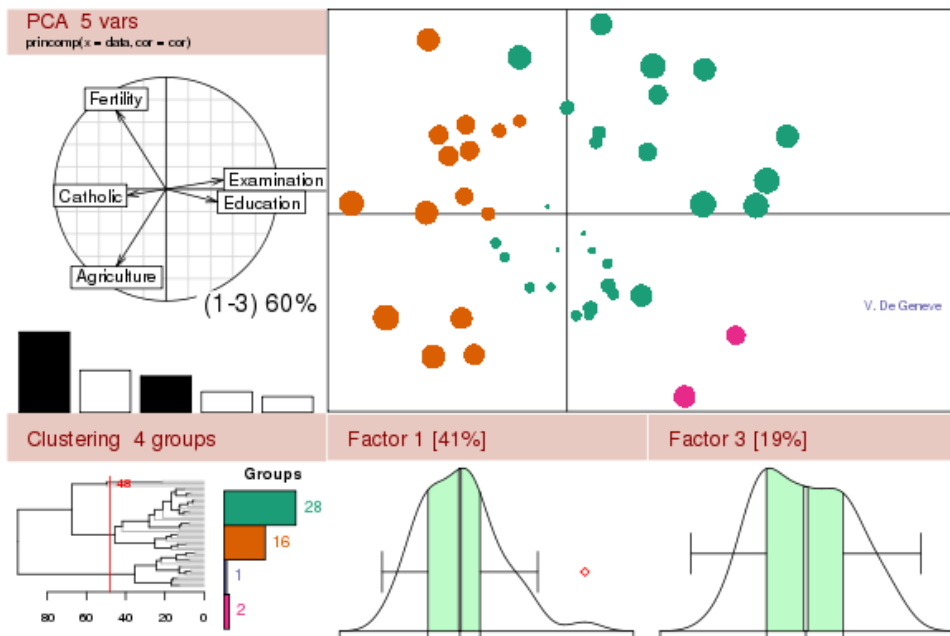 PCA 5 vars
princomp(x = data, cor = cor)
Fertility
Examination
Catholic
Education
Agriculture
(1-3) 60%
V. De Geneve
Clustering 4 groups
Factor 1 [41%]
Factor 3 [19%]
48
Groups
28
16
1
2
80 60 40 20 0